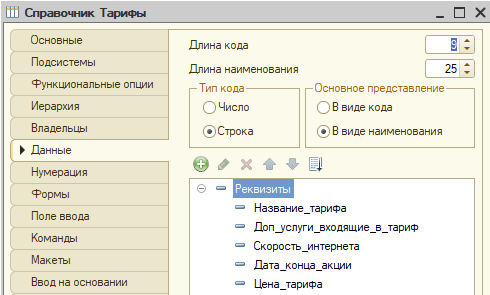 Справочник Тарифы
Основные
Подсистемы
Функциональные опции
Иерархия
Владельцы
Данные
Нумерация
Формы
Поле ввода
Команды
Макеты
Ввод на основании
Длина кода
9
Длина наименования
25
Тип кода
Число
Строка
Основное представление
В виде кода
В виде наименования
Реквизиты
Название_тарифа
Доп_услуги_входящие_в_тариф
Скорость_интернета
Дата_конца_акции
Цена_тарифа